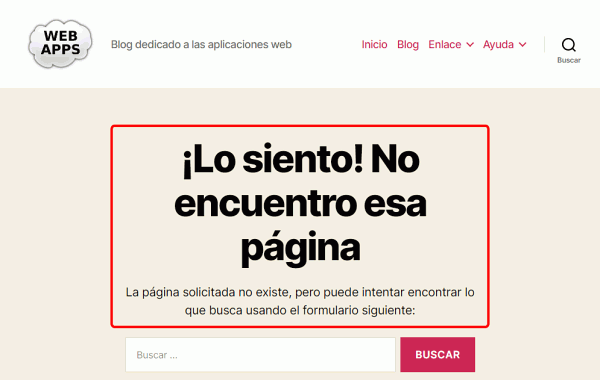 WEB
APPS
Blog dedicado a las aplicaciones web
Inicio Blog Enlace Ayuda
Buscar
¡Lo siento! No
encuentro esa
página
La página solicitada no existe, pero puede intentar encontrar lo
que busca usando el formulario siguiente:
Buscar ...
BUSCAR